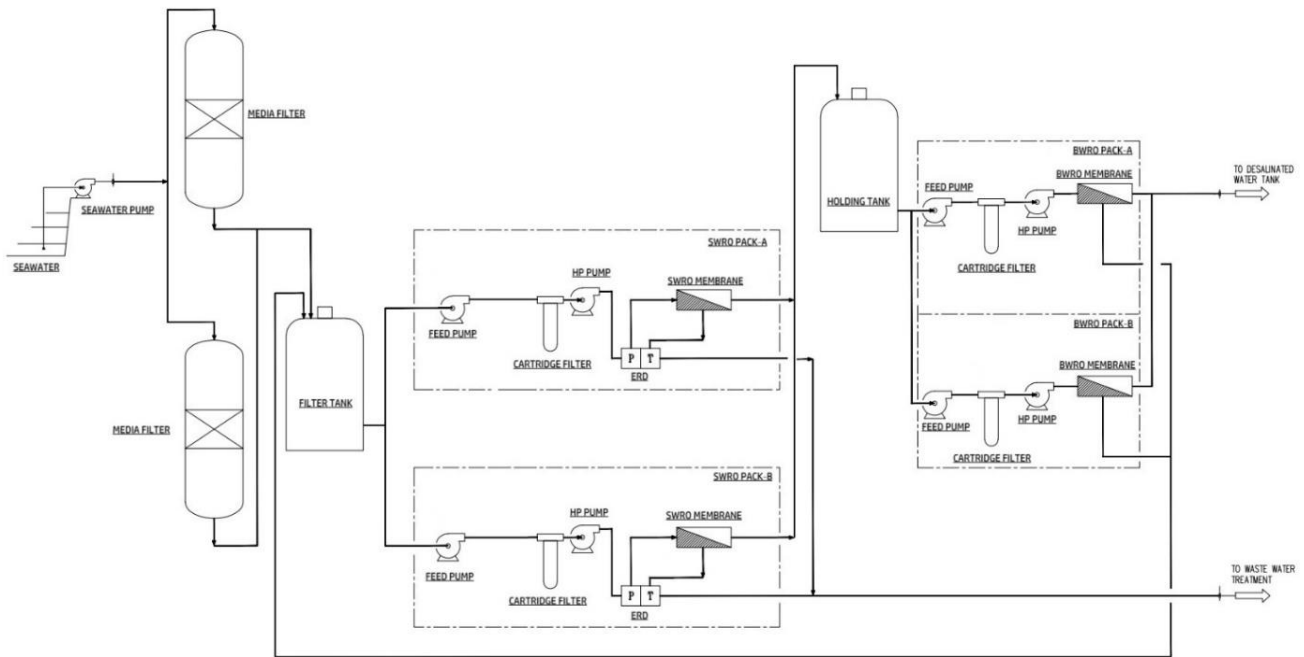 MEDIA FILTER
SEAWATER PUMP
SEAWATER
MEDIA FILTER
FILTER TANK
SWRO PACK-A
FEED PUMP
CARTRIDGE FILTER
HP PUMP
SWRO MEMBRANE
P T
ERD
SWRO PACK-B
FEED PUMP
CARTRIDGE FILTER
HP PUMP
SWRO MEMBRANE
P T
ERD
HOLDING TANK
BWRO PACK-A
FEED PUMP
CARTRIDGE FILTER
HP PUMP
BWRO MEMBRANE
BWRO PACK-B
FEED PUMP
CARTRIDGE FILTER
HP PUMP
BWRO MEMBRANE
TO DESALINATED
WATER TANK
TO WASTE WATER
TREATMENT